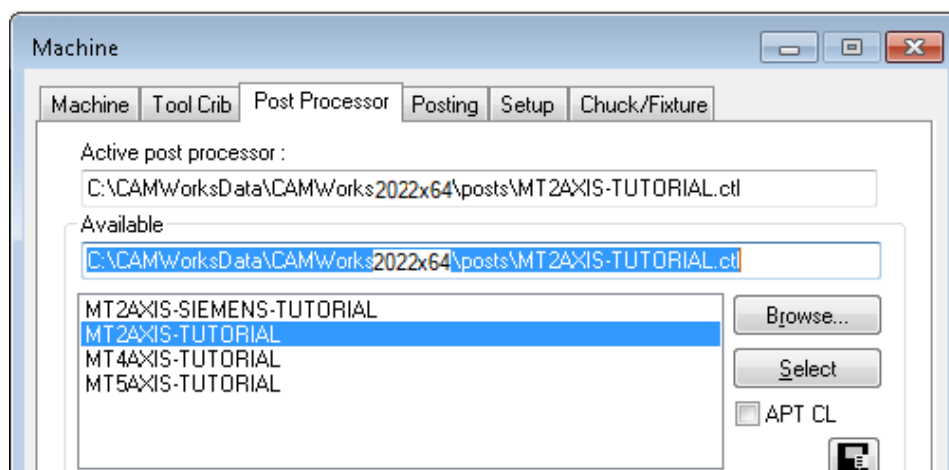 Machine
Machine Tool Crib Post Processor Posting Setup Chuck/Fixture
Active post processor :
C:\CAMWorksData\CAMWorks2022x64\posts\MT2AXIS-TUTORIAL.ctl
Available
C:\CAMWorksData\CAMWorks2022x64\posts\MT2AXIS-TUTORIAL.ctl
MT2AXIS-SIEMENS-TUTORIAL
MT2AXIS-TUTORIAL
MT4AXIS-TUTORIAL
MT5AXIS-TUTORIAL
Browse...
Select
APT CL